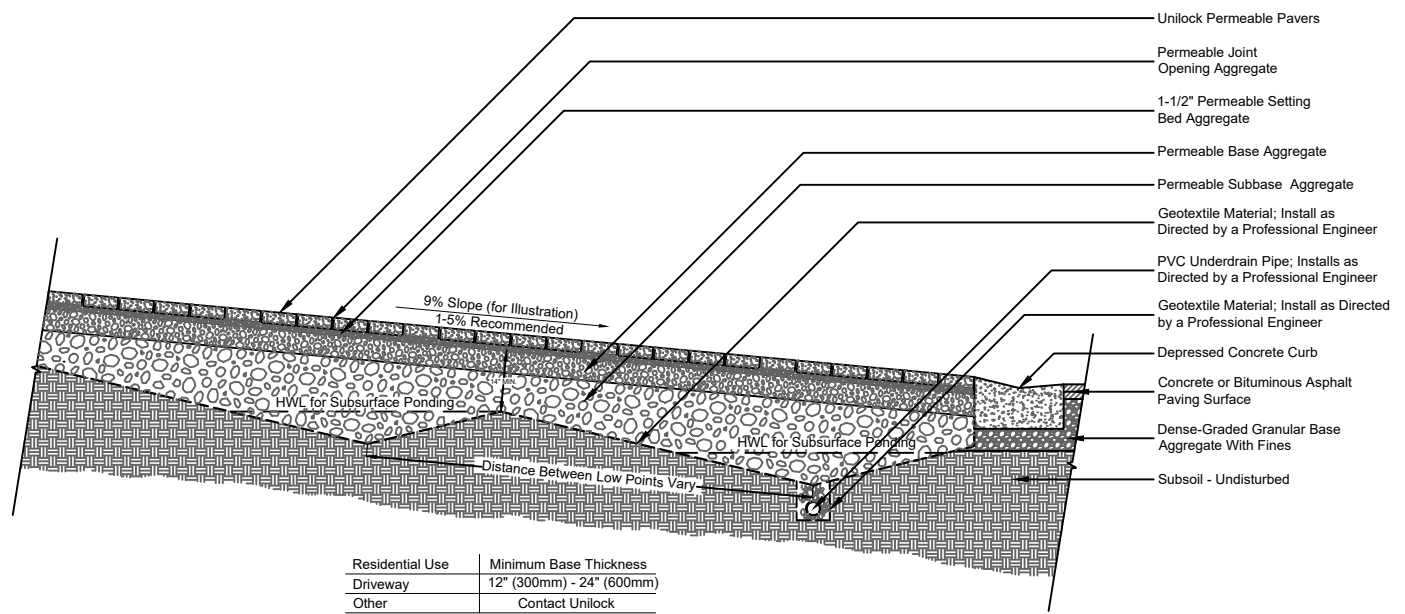 Unilock Permeable Pavers
Permeable Joint
Opening Aggregate
1-1/2" Permeable Setting
Bed Aggregate
Permeable Base Aggregate
Permeable Subbase Aggregate
Geotextile Material; Install as
Directed by a Professional Engineer
PVC Underdrain Pipe; Installs as
Directed by a Professional Engineer
Geotextile Material; Install as Directed
by a Professional Engineer
Depressed Concrete Curb
Concrete or Bituminous Asphalt
Paving Surface
Dense-Graded Granular Base
Aggregate With Fines
Subsoil - Undisturbed
9% Slope (for Illustration)
1-5% Recommended
14" MIN.
HWL for Subsurface Ponding
HWL for Subsurface Ponding
Distance Between Low Points Vary
Residential Use Minimum Base Thickness
Driveway 12" (300mm) - 24" (600mm)
Other Contact Unilock